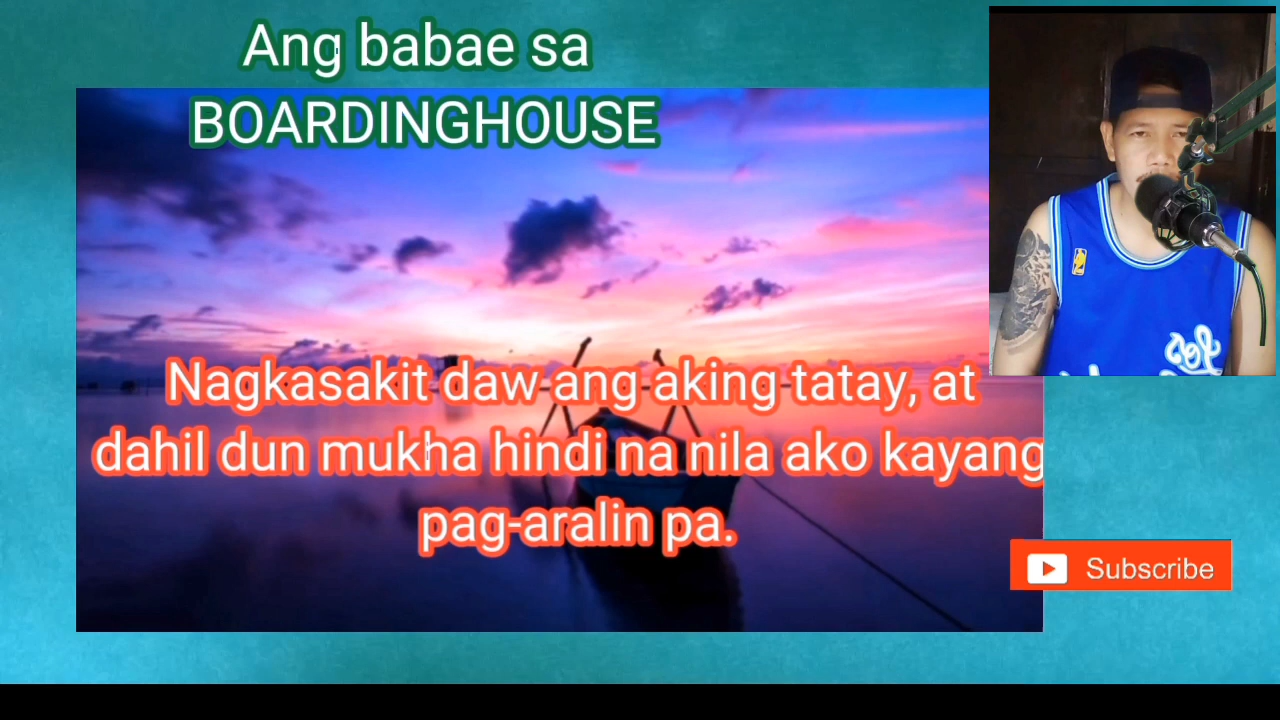 Ang babae sa
BOARDINGHOUSE
Nagkasakit daw ang aking tatay, at
dahil dun mukha hindi na nila ako kayang
pag-aralin pa.
Subscribe